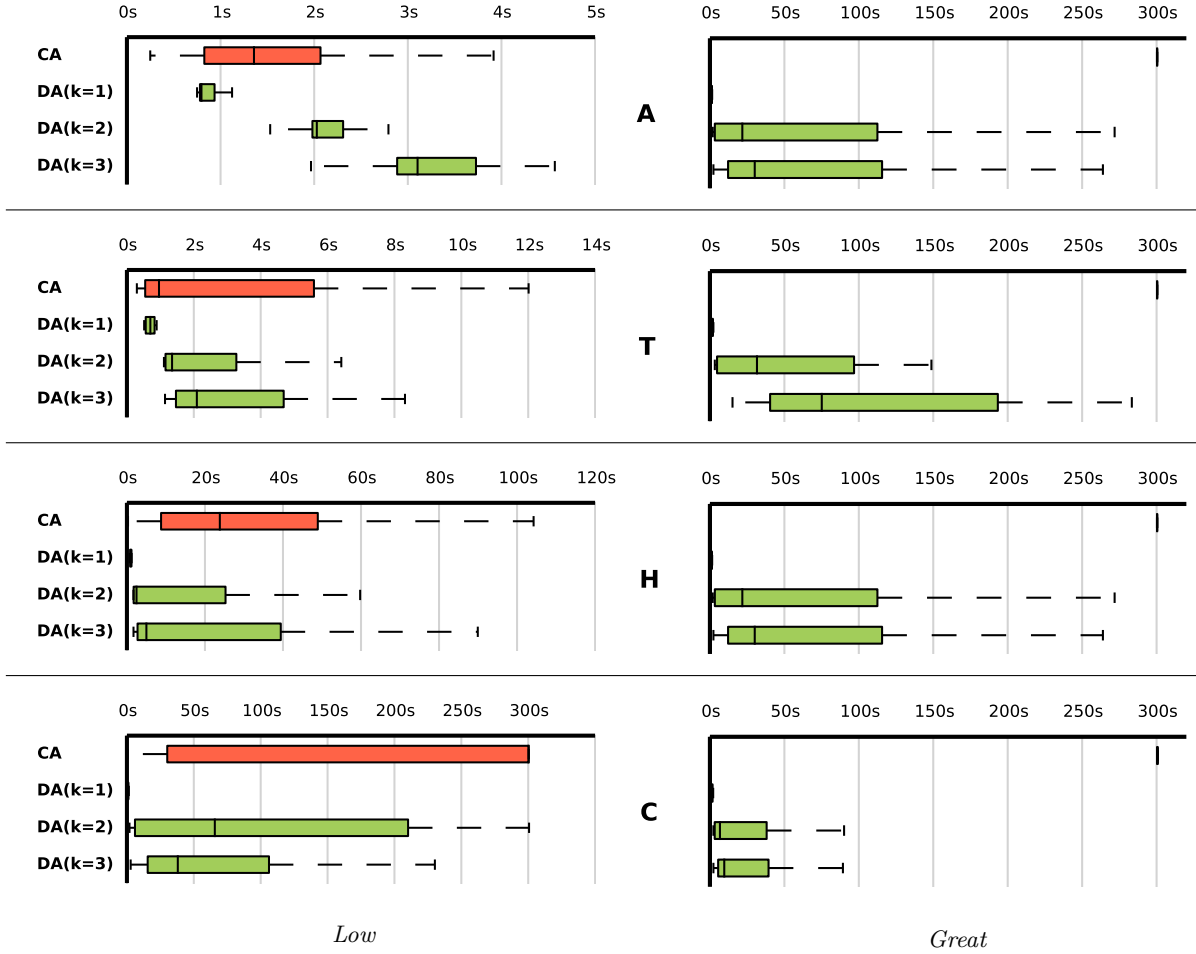 0s 1s 2s 3s 4s 5s
0s 50s 100s 150s 200s 250s 300s
CA
DA(k=1)
DA(k=2)
DA(k=3)
A
0s 2s 4s 6s 8s 10s 12s 14s
0s 50s 100s 150s 200s 250s 300s
CA
DA(k=1)
DA(k=2)
DA(k=3)
T
0s 20s 40s 60s 80s 100s 120s
0s 50s 100s 150s 200s 250s 300s
CA
DA(k=1)
DA(k=2)
DA(k=3)
H
0s 50s 100s 150s 200s 250s 300s
0s 50s 100s 150s 200s 250s 300s
CA
DA(k=1)
DA(k=2)
DA(k=3)
C
Low
Great